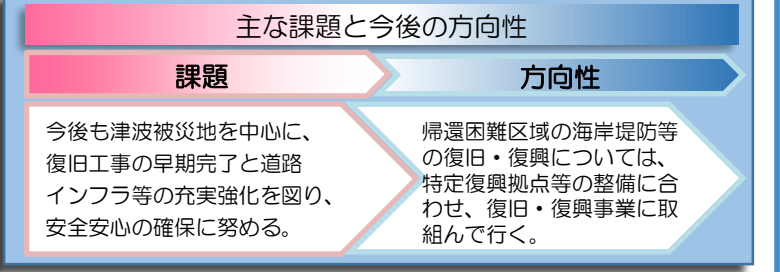 主な課題と今後の方向性
課題
方向性
今後も津波被災地を中心に、
復旧工事の早期完了と道路
インフラ等の充実強化を図り、
安全安心の確保に努める。
帰還困難区域の海岸堤防等
の復旧・復興については、
特定復興拠点等の整備に合
わせ、復旧・復興事業に取
組んで行く。